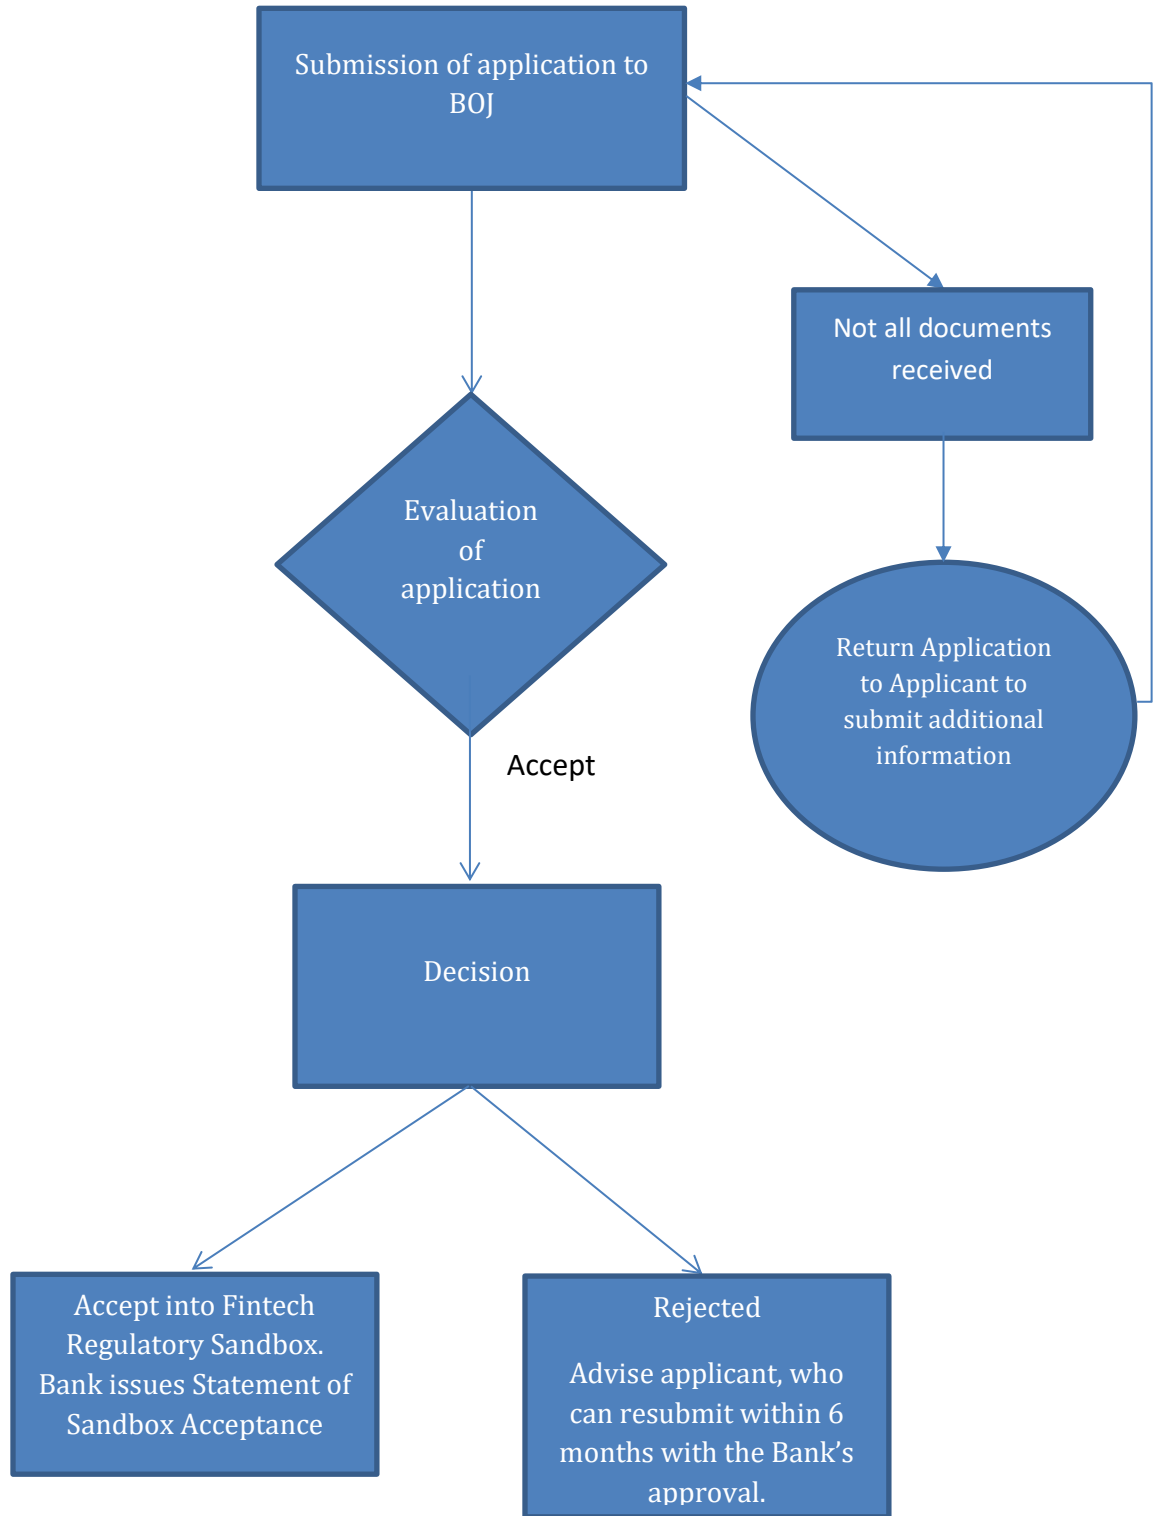 Submission of application to
BOJ
Not all documents
received
Evaluation
of
application
Return Application
to Applicant to
submit additional
information
Accept
Decision
Accept into Fintech
Regulatory Sandbox.
Bank issues Statement of
Sandbox Acceptance
Rejected
Advise applicant, who
can resubmit within 6
months with the Bank’s
approval.